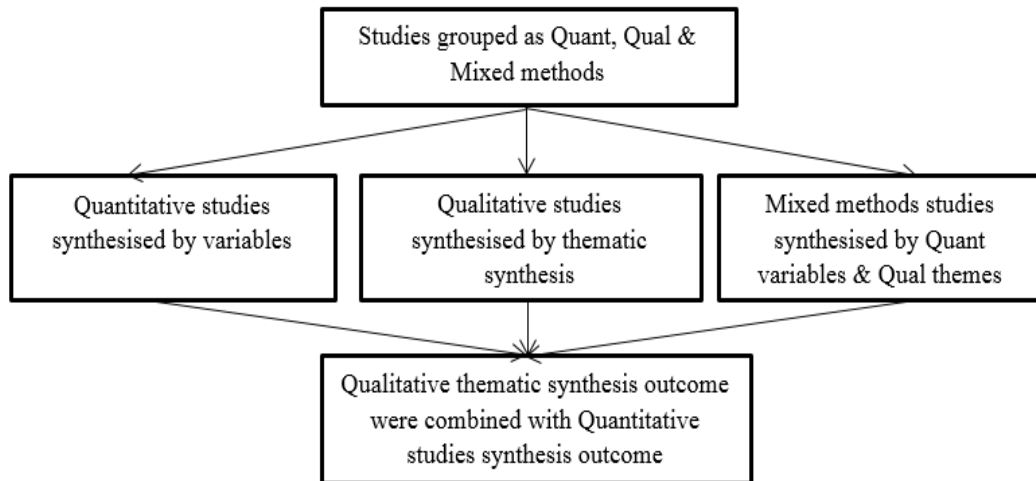 Studies grouped as Quant, Qual &
Mixed methods
Quantitative studies
synthesised by variables
Qualitative studies
synthesised by thematic
synthesis
Mixed methods studies
synthesised by Quant
variables & Qual themes
Qualitative thematic synthesis outcome
were combined with Quantitative
studies synthesis outcome